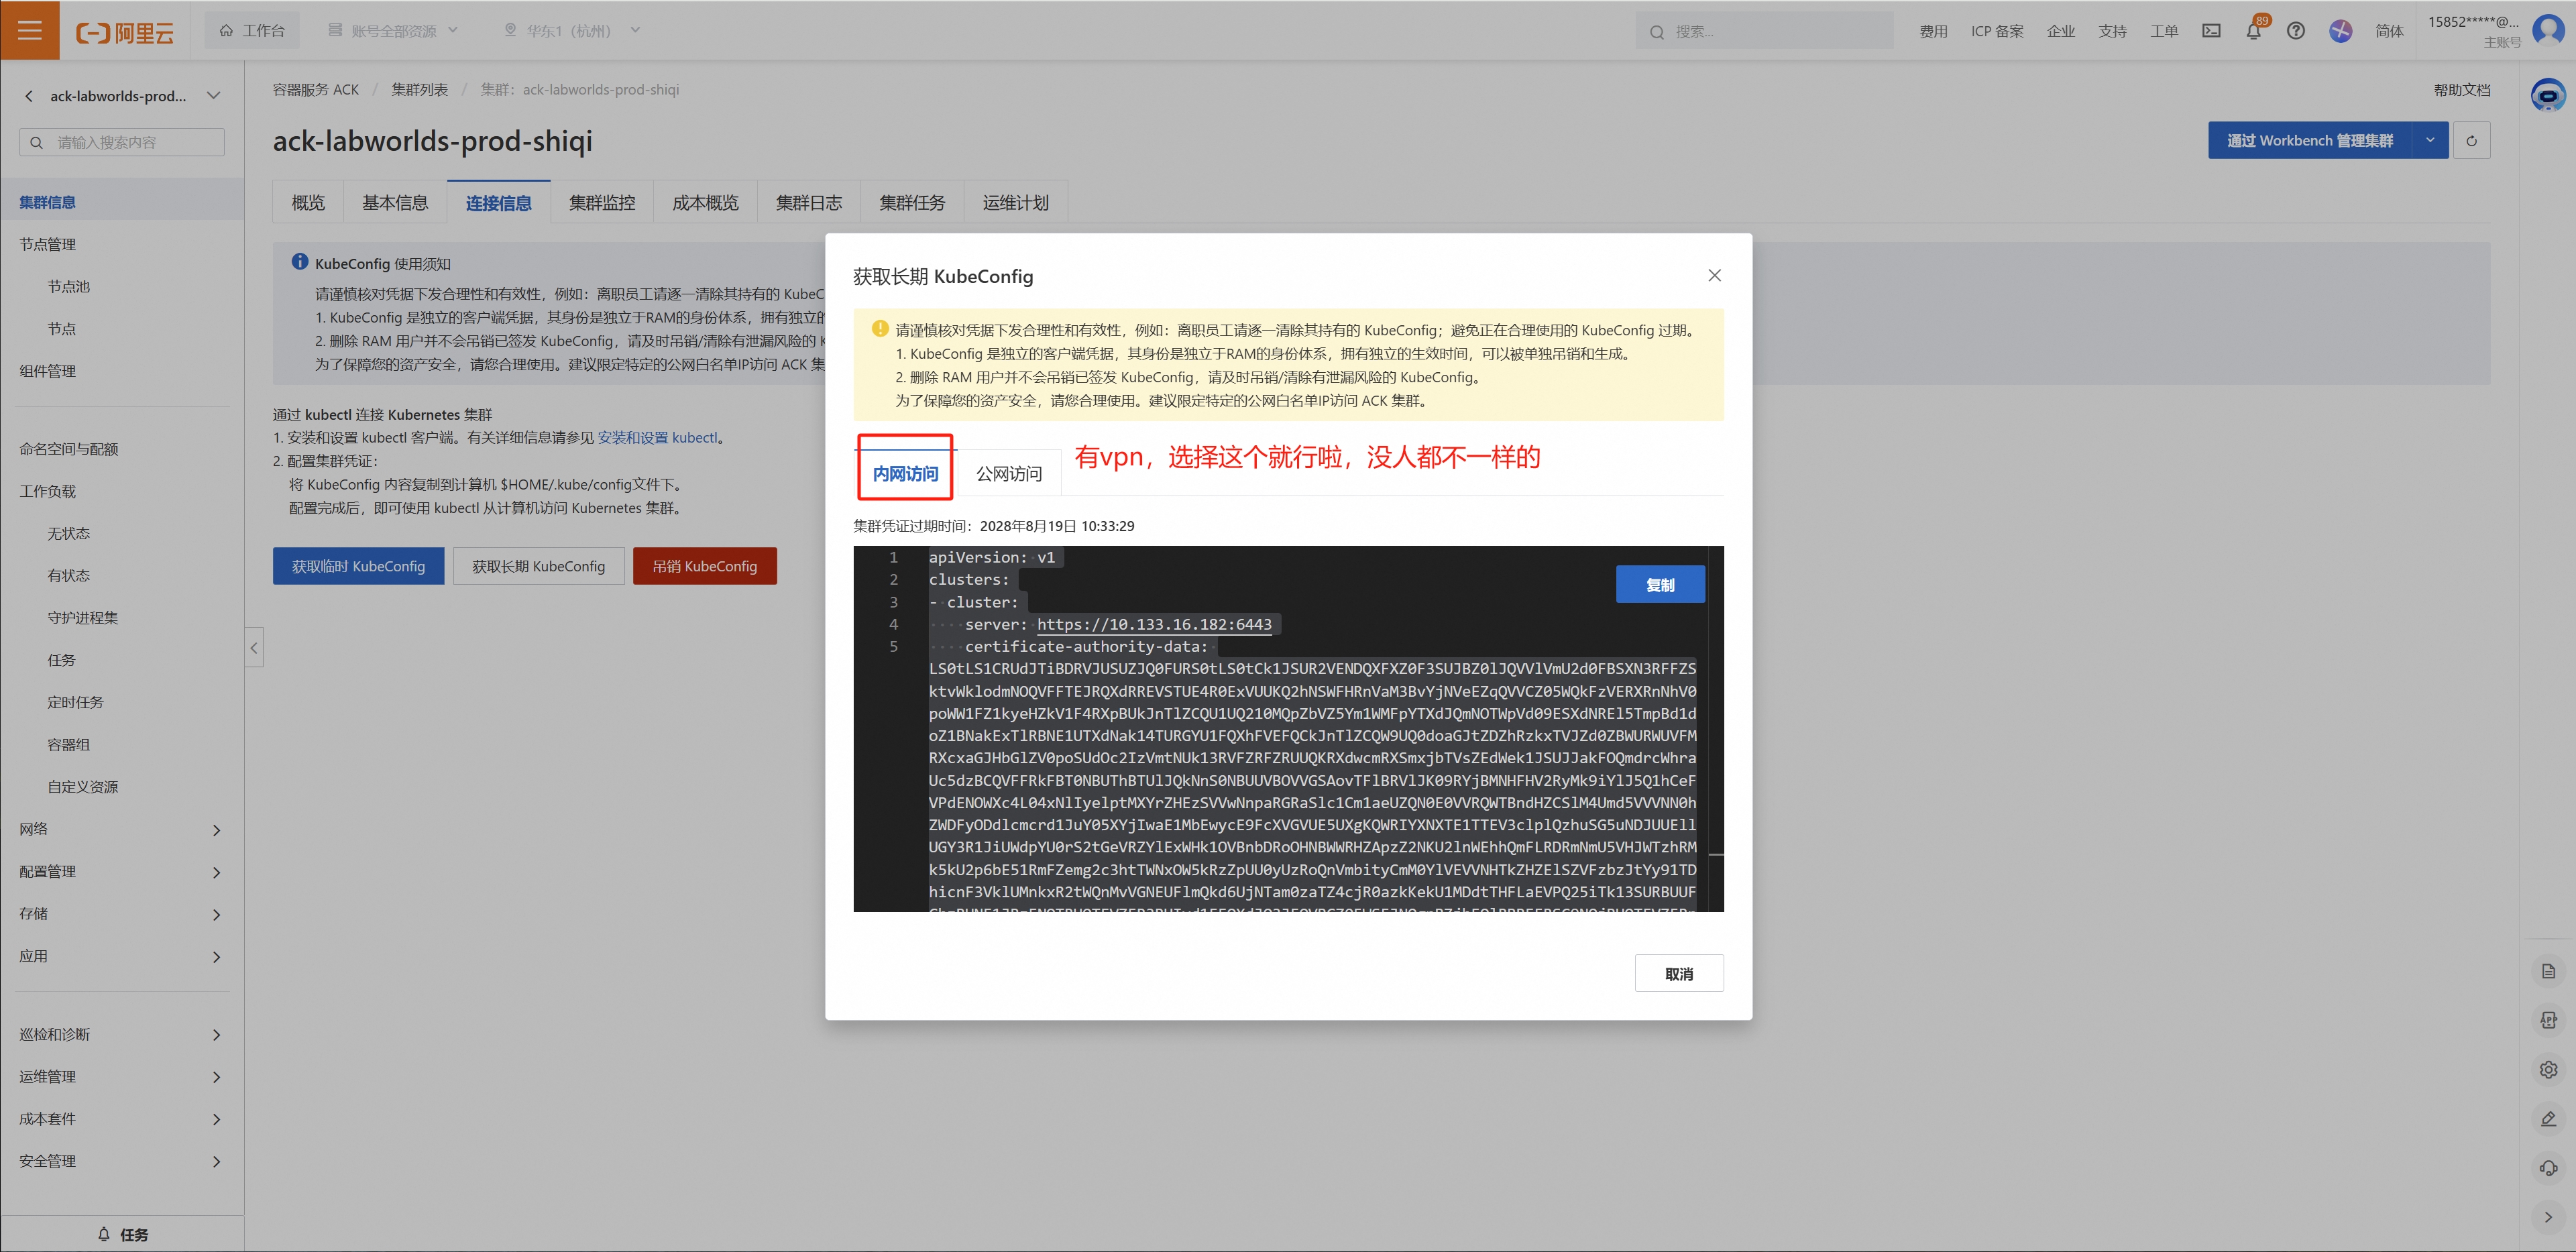 阿里云
工作台
账号全部资源
华东1（杭州）
搜索...
费用
ICP 备案
企业
支持
工单
89
简体
15852*****@...
主账号
ack-labworlds-prod...
请输入搜索内容
集群信息
节点管理
节点池
节点
组件管理
命名空间与配额
工作负载
无状态
有状态
守护进程集
任务
定时任务
容器组
自定义资源
网络
配置管理
存储
应用
巡检和诊断
运维管理
成本套件
安全管理
任务
容器服务 ACK / 集群列表 / 集群：ack-labworlds-prod-shiqi
帮助文档
ack-labworlds-prod-shiqi
通过 Workbench 管理集群
概览
基本信息
连接信息
集群监控
成本概览
集群日志
集群任务
运维计划
KubeConfig 使用须知
请谨慎核对凭据下发合理性和有效性，例如：离职员工请逐一清除其持有的 KubeC
1. KubeConfig 是独立的客户端凭据，其身份是独立于RAM的身份体系，拥有独立的
2. 删除 RAM 用户并不会吊销已签发 KubeConfig，请及时吊销/清除有泄漏风险的 K
为了保障您的资产安全，请您合理使用。建议限定特定的公网白名单IP访问 ACK 集
通过 kubectl 连接 Kubernetes 集群
1. 安装和设置 kubectl 客户端。有关详细信息请参见 安装和设置 kubectl。
2. 配置集群凭证：
将 KubeConfig 内容复制到计算机 $HOME/.kube/config文件下。
配置完成后，即可使用 kubectl 从计算机访问 Kubernetes 集群。
获取临时 KubeConfig
获取长期 KubeConfig
吊销 KubeConfig
获取长期 KubeConfig
请谨慎核对凭据下发合理性和有效性，例如：离职员工请逐一清除其持有的 KubeConfig；避免正在合理使用的 KubeConfig 过期。
1. KubeConfig 是独立的客户端凭据，其身份是独立于RAM的身份体系，拥有独立的生效时间，可以被单独吊销和生成。
2. 删除 RAM 用户并不会吊销已签发 KubeConfig，请及时吊销/清除有泄漏风险的 KubeConfig。
为了保障您的资产安全，请您合理使用。建议限定特定的公网白名单IP访问 ACK 集群。
内网访问
公网访问
有vpn，选择这个就行啦，没人都不一样的
集群凭证过期时间：2028年8月19日 10:33:29
1 apiVersion: v1
2 clusters:
3 - cluster:
4 server: https://10.133.16.182:6443
5 certificate-authority-data:
复制
取消
APP